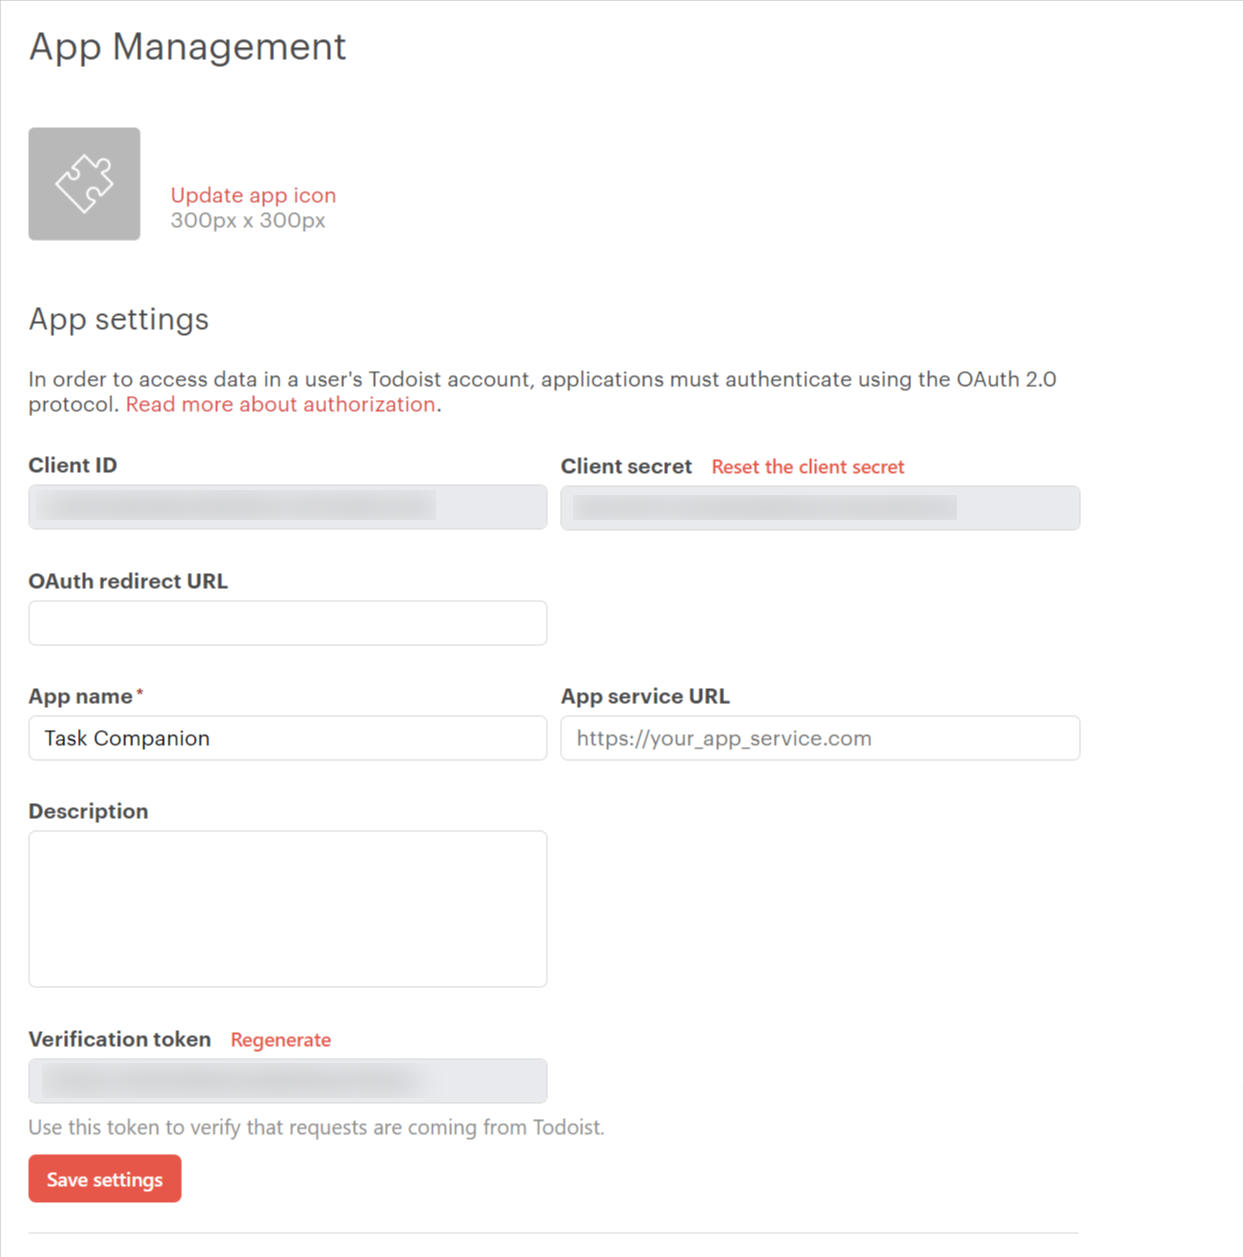 App Management
Update app icon
300px x 300px
App settings
In order to access data in a user's Todoist account, applications must authenticate using the OAuth 2.0
protocol. Read more about authorization.
Client ID
Client secret Reset the client secret
OAuth redirect URL
App name*
App service URL
Task Companion
https://your_app_service.com
Description
Verification token Regenerate
Use this token to verify that requests are coming from Todoist.
Save settings